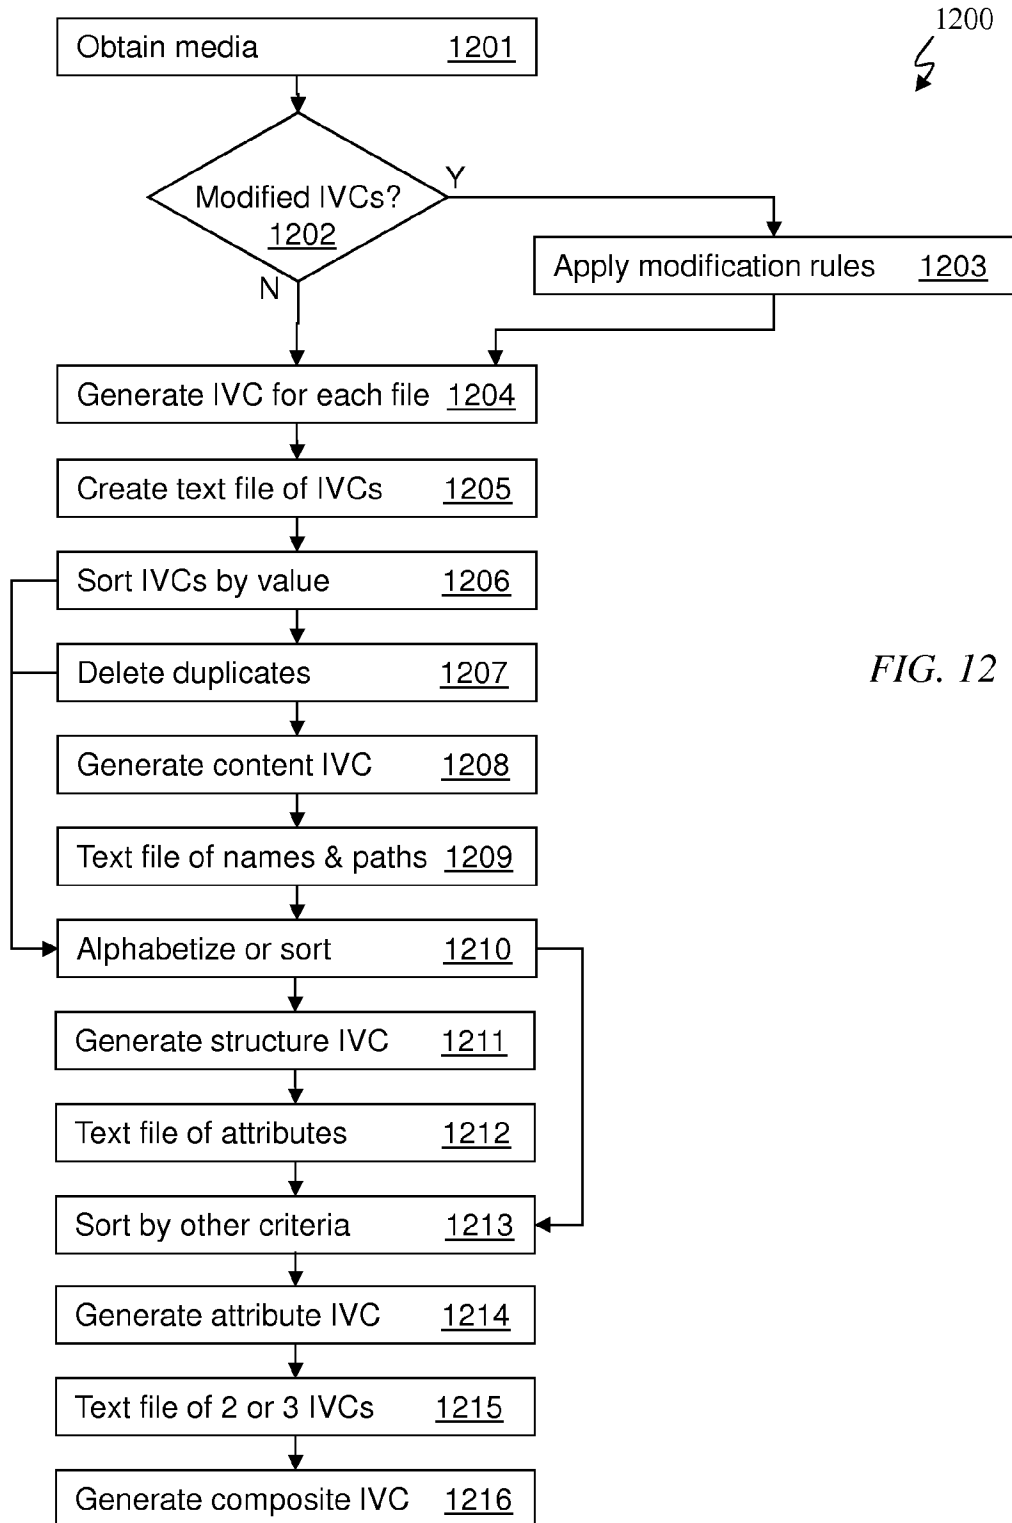 1200
Obtain media 1201
Modified IVCs?
1202
Y
N
Apply modification rules 1203
Generate IVC for each file 1204
Create text file of IVCs 1205
Sort IVCs by value 1206
Delete duplicates 1207
FIG. 12
Generate content IVC 1208
Text file of names & paths 1209
Alphabetize or sort 1210
Generate structure IVC 1211
Text file of attributes 1212
Sort by other criteria 1213
Generate attribute IVC 1214
Text file of 2 or 3 IVCs 1215
Generate composite IVC 1216